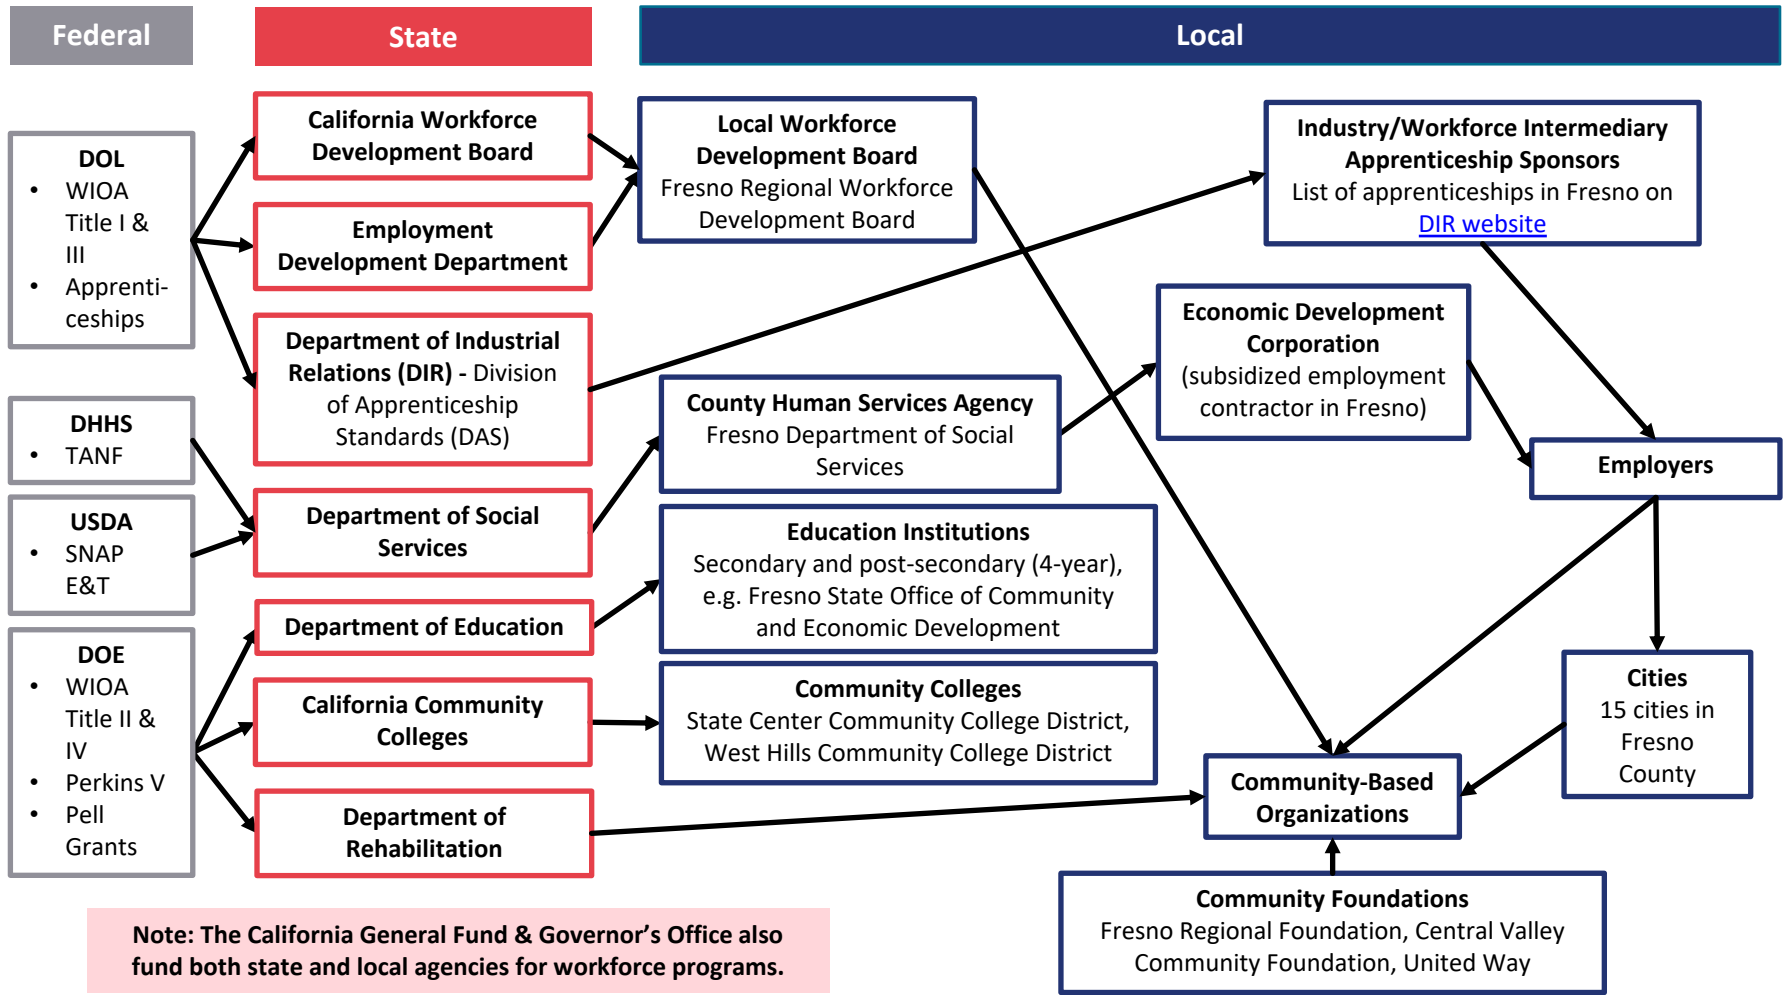 Federal
State
Local
DOL
• WIOA
Title I &
III
• Apprenti-
ceships
DHHS
• TANF
USDA
• SNAP
E&T
DOE
• WIOA
Title II &
IV
• Perkins V
• Pell
Grants
California Workforce
Development Board
Employment
Development Department
Department of Industrial
Relations (DIR) - Division
of Apprenticeship
Standards (DAS)
Department of Social
Services
Department of Education
California Community
Colleges
Department of
Rehabilitation
Local Workforce
Development Board
Fresno Regional Workforce
Development Board
County Human Services Agency
Fresno Department of Social
Services
Education Institutions
Secondary and post-secondary (4-year),
e.g. Fresno State Office of Community
and Economic Development
Community Colleges
State Center Community College District,
West Hills Community College District
Industry/Workforce Intermediary
Apprenticeship Sponsors
List of apprenticeships in Fresno on
DIR website
Economic Development
Corporation
(subsidized employment
contractor in Fresno)
Employers
Cities
15 cities in
Fresno
County
Community-Based
Organizations
Community Foundations
Fresno Regional Foundation, Central Valley
Community Foundation, United Way
Note: The California General Fund & Governor’s Office also
fund both state and local agencies for workforce programs.